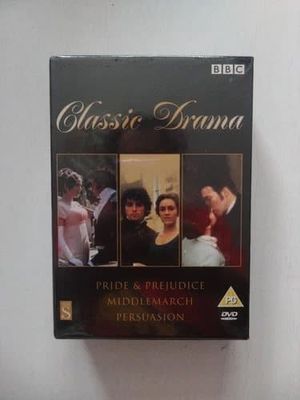 BBC
Classic Drama
PRIDE & PREJUDICE
MIDDLEMARCH
PERSUASION
S
PG
DVD